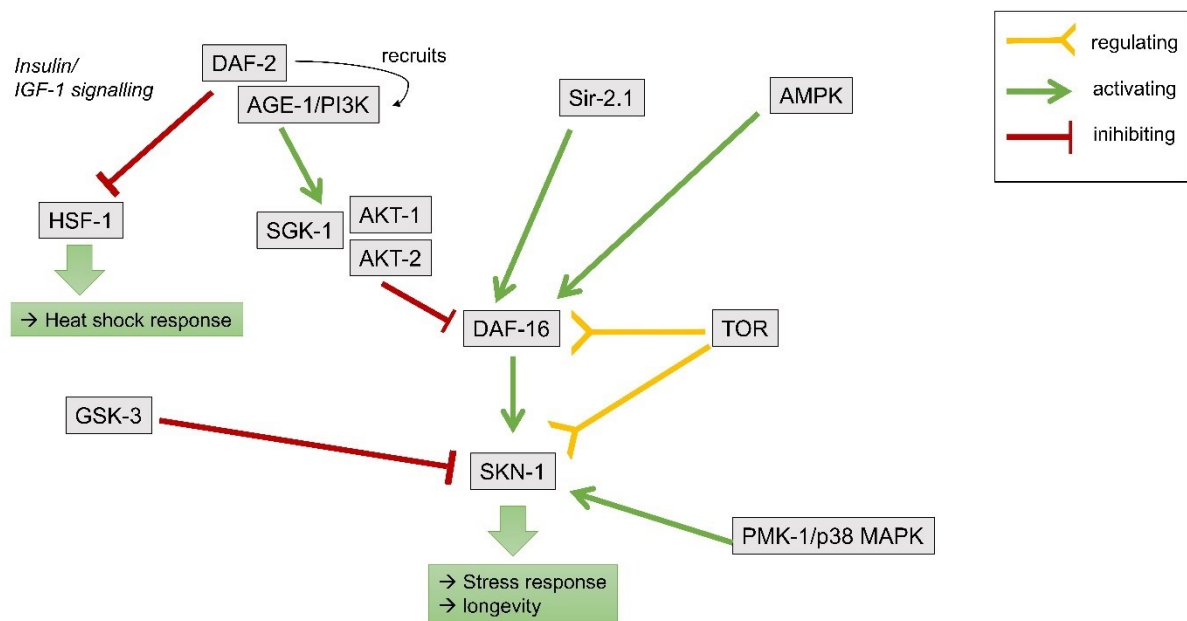 Insulin/
IGF-1 signalling
DAF-2
recruits
AGE-1/PI3K
Sir-2.1
AMPK
regulating
activating
inihibiting
HSF-1
SGK-1
AKT-1
AKT-2
→ Heat shock response
DAF-16
TOR
GSK-3
SKN-1
PMK-1/p38 MAPK
→ Stress response
→ longevity